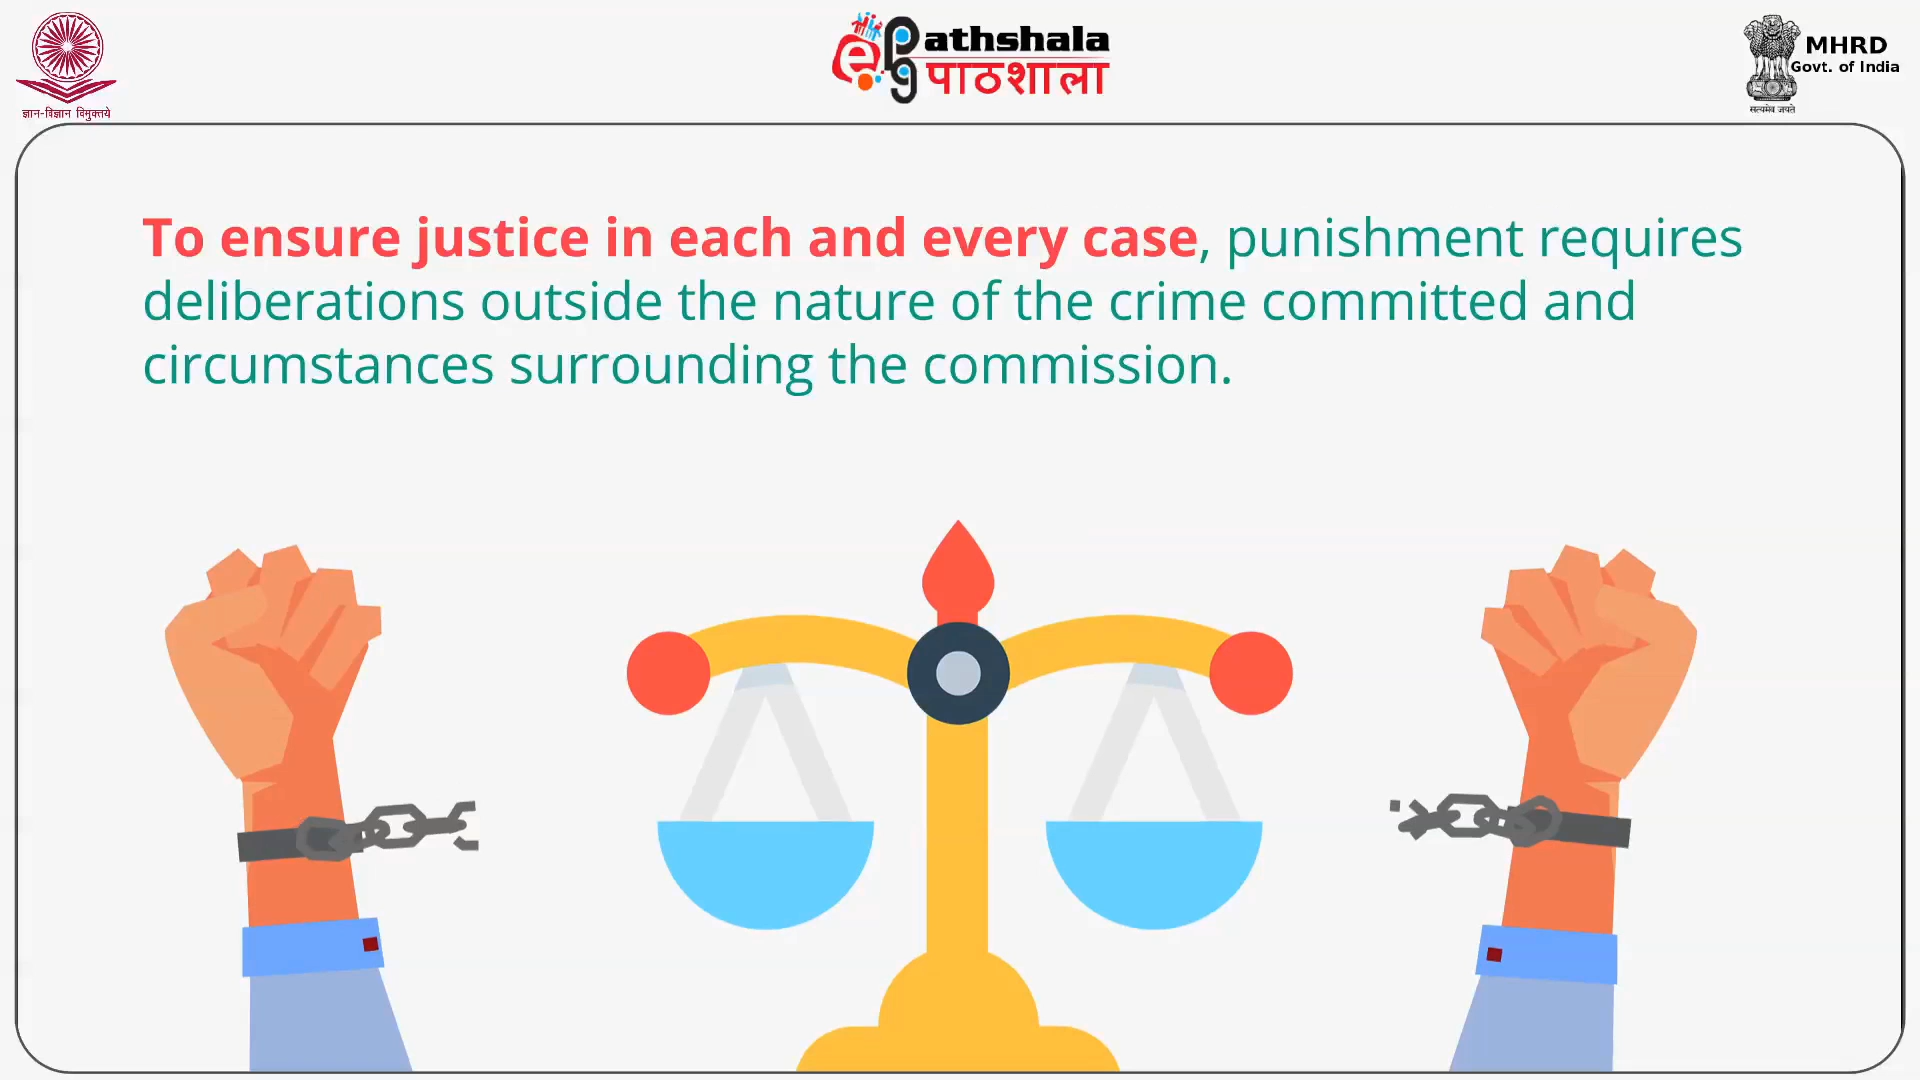 ज्ञान-विज्ञान विमुक्तये
e
pg
athshala
पाठशाला
MHRD
Govt. of India
सत्यमेव जयते
To ensure justice in each and every case, punishment requires
deliberations outside the nature of the crime committed and
circumstances surrounding the commission.